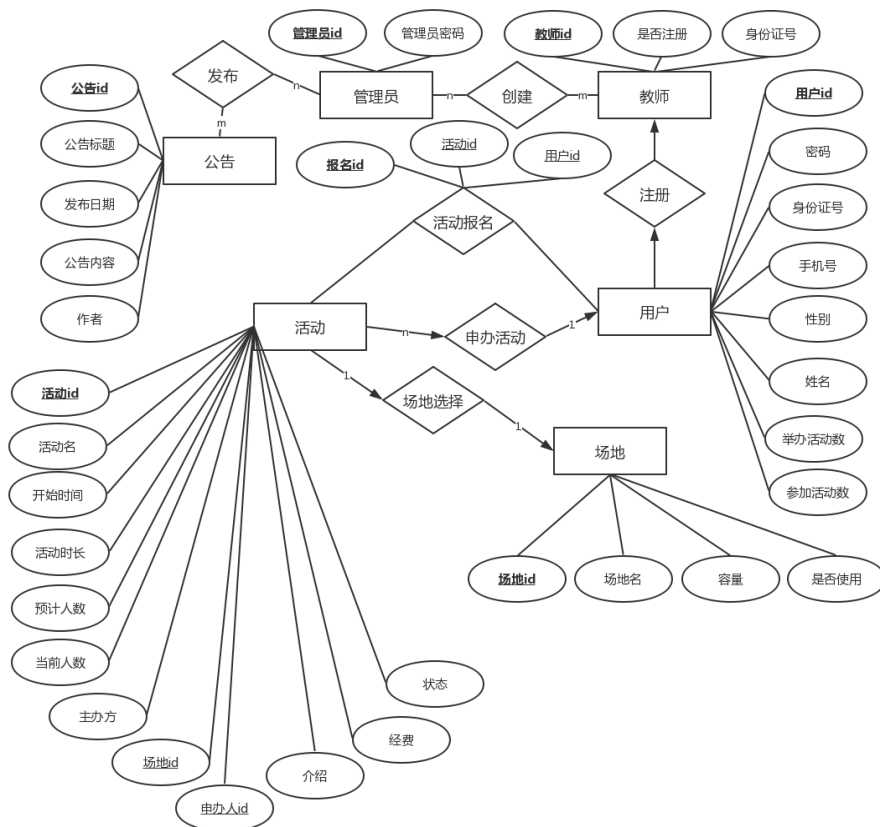 管理员id
管理员密码
教师id
是否注册
身份证号
发布
n
管理员
n
创建
m
教师
公告id
m
用户id
公告标题
公告
活动id
用户id
报名id
密码
注册
发布日期
身份证号
活动报名
公告内容
手机号
作者
活动
n
申办活动
1
用户
性别
1
姓名
活动id
场地选择
1
活动名
场地
举办活动数
开始时间
参加活动数
活动时长
场地id
场地名
容量
是否使用
预计人数
当前人数
状态
主办方
经费
场地id
介绍
申办人id